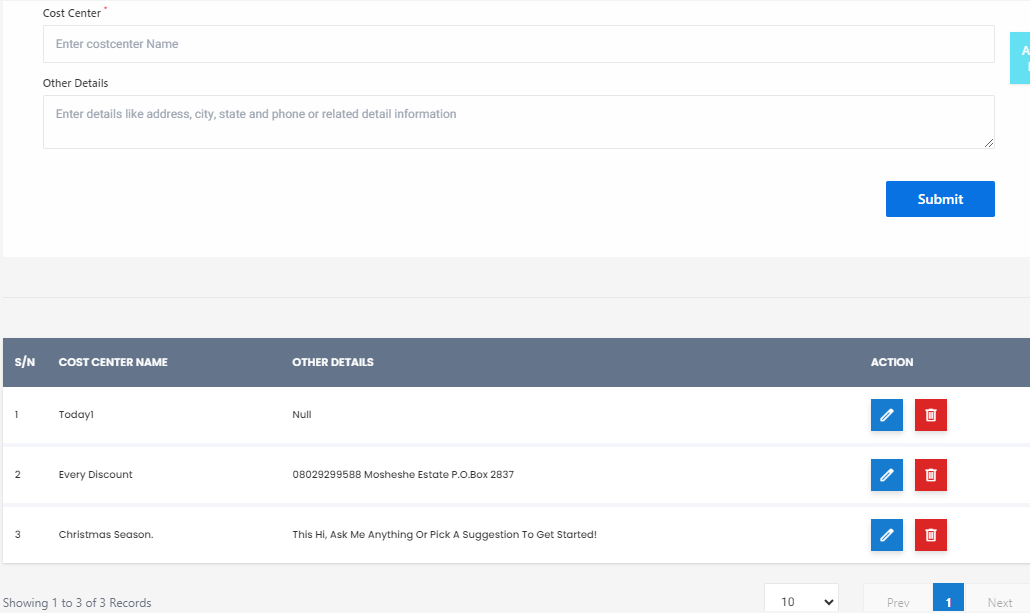 Cost Center *
Enter costcenter Name
A
Other Details
Enter details like address, city, state and phone or related detail information
Submit
S/N COST CENTER NAME OTHER DETAILS ACTION
1 Today1 Null
2 Every Discount 08029299588 Mosheshe Estate P.O.Box 2837
3 Christmas Season. This Hi, Ask Me Anything Or Pick A Suggestion To Get Started!
Showing 1 to 3 of 3 Records 10 Prev 1 Next